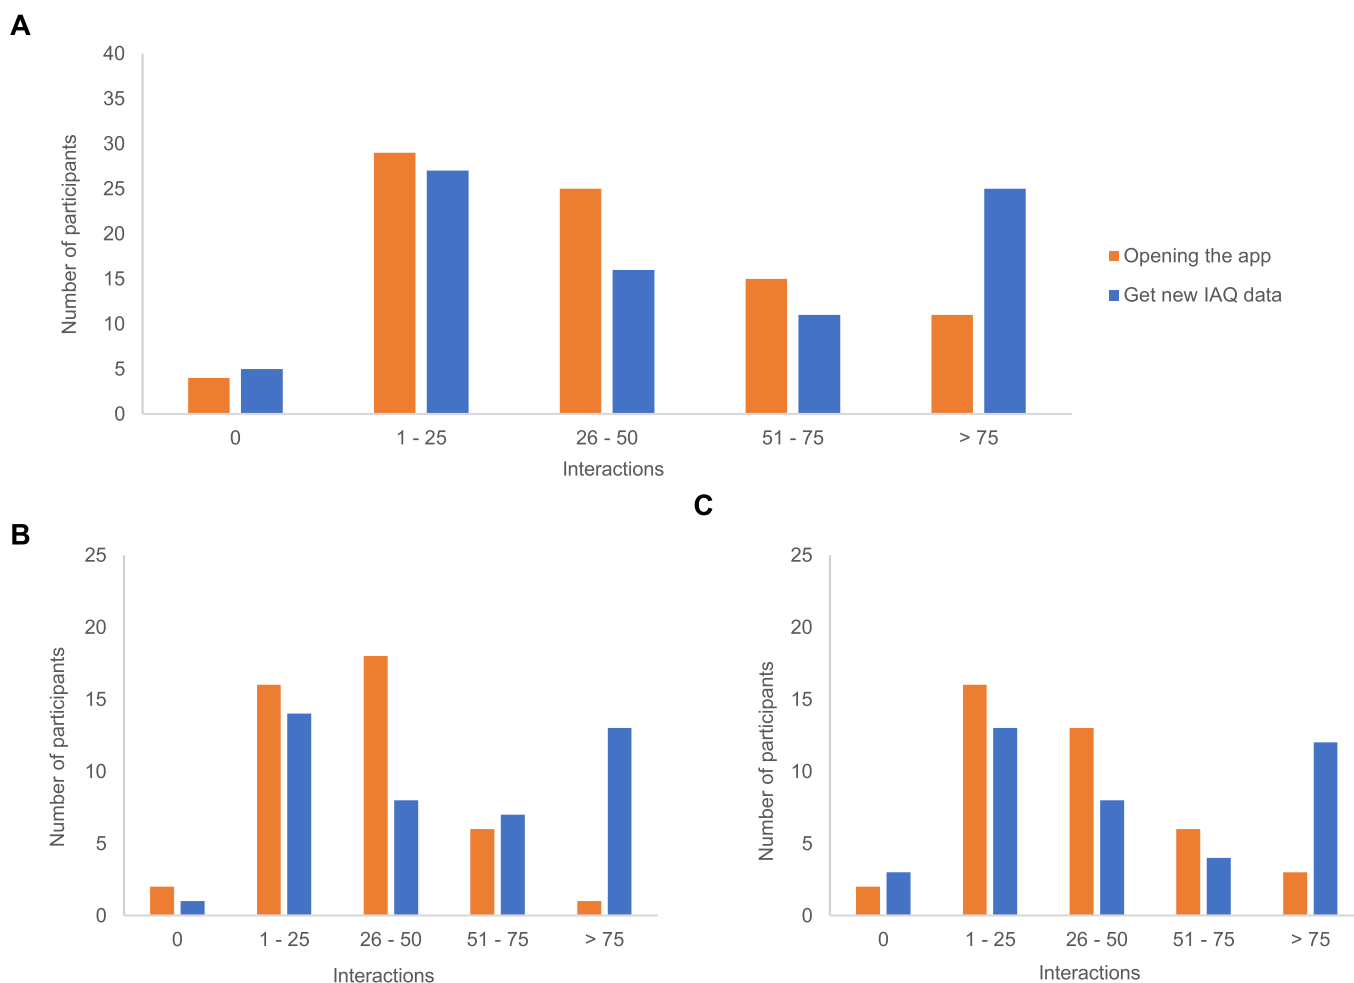 A
40
35
30
25
20
15
10
5
0
Number of participants
0 1 - 25 26 - 50 51 - 75 > 75
Interactions
Opening the app
Get new IAQ data
B
25
20
15
10
5
0
Number of participants
0 1 - 25 26 - 50 51 - 75 > 75
Interactions
C
25
20
15
10
5
0
Number of participants
0 1 - 25 26 - 50 51 - 75 > 75
Interactions